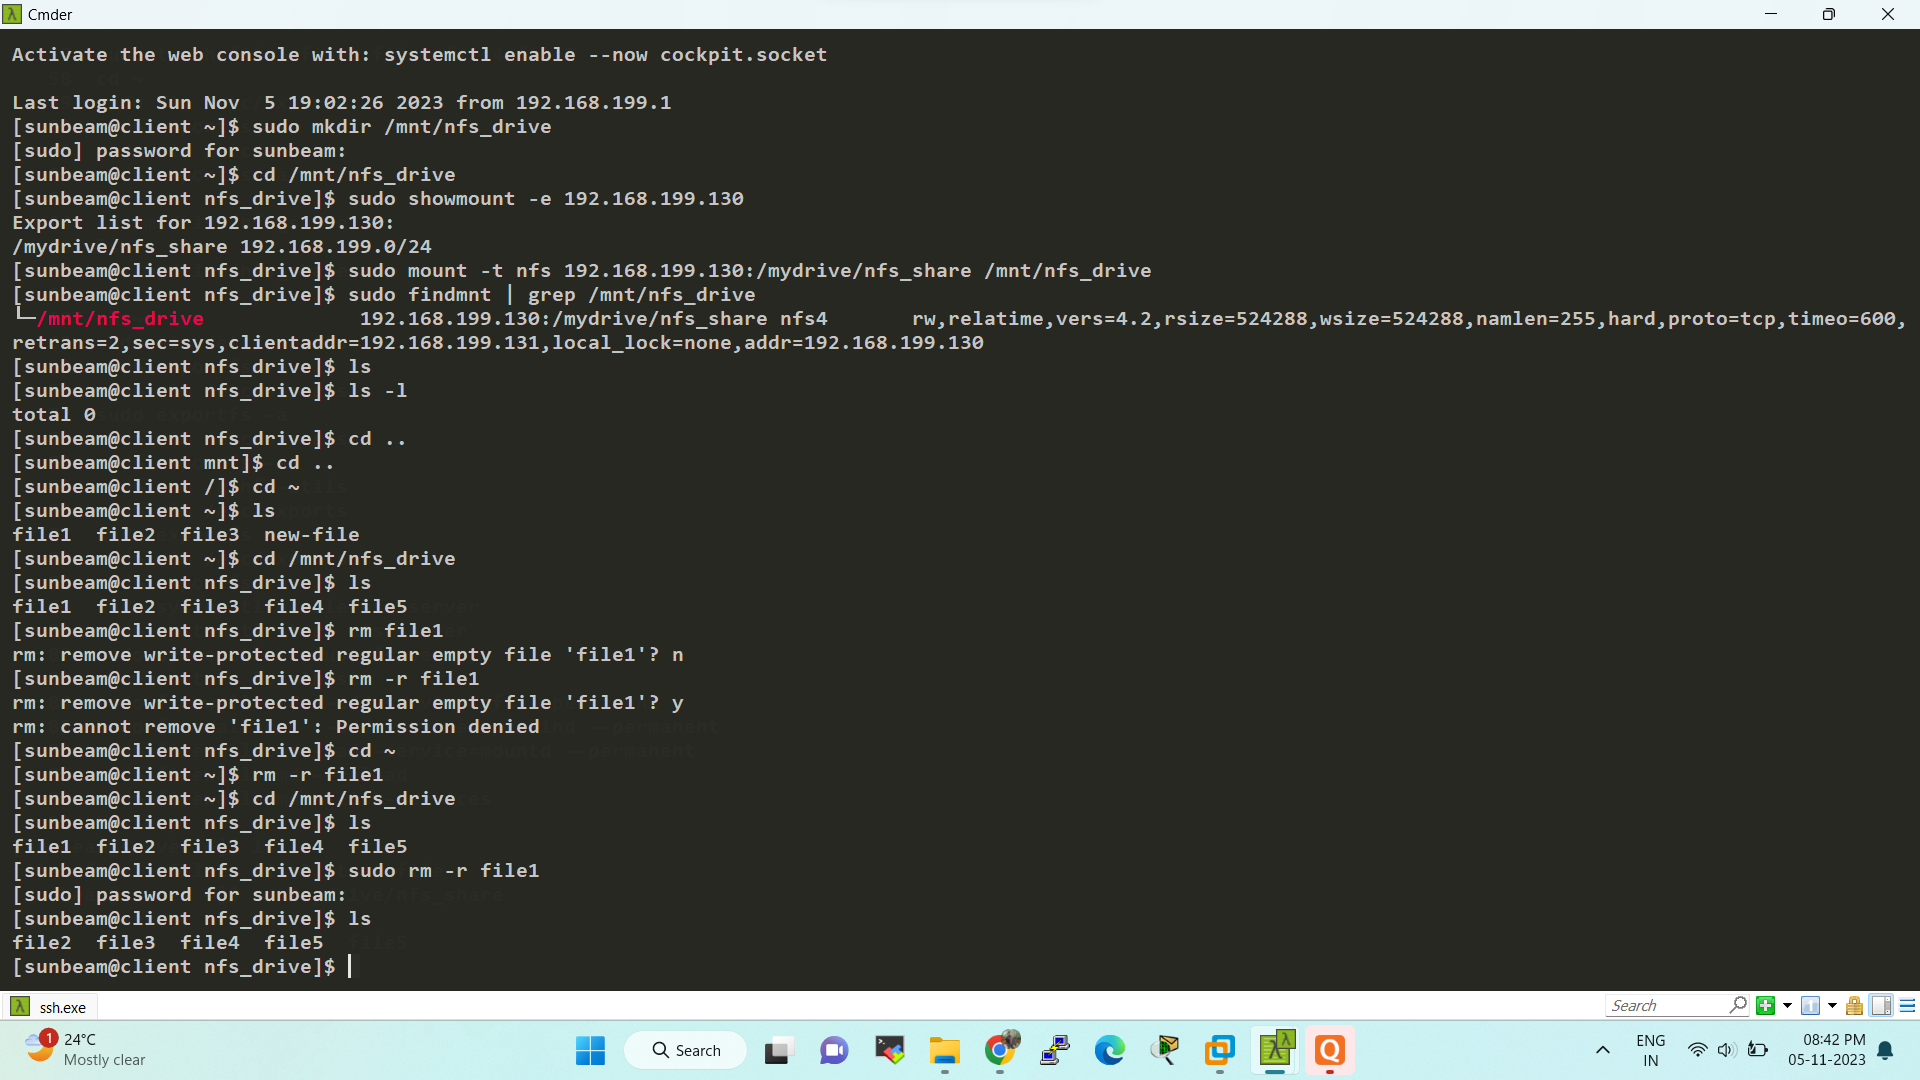 Cmder
Activate the web console with: systemctl enable --now cockpit.socket
Last login: Sun Nov  5 19:02:26 2023 from 192.168.199.1
[sunbeam@client ~]$ sudo mkdir /mnt/nfs_drive
[sudo] password for sunbeam:
[sunbeam@client ~]$ cd /mnt/nfs_drive
[sunbeam@client nfs_drive]$ sudo showmount -e 192.168.199.130
Export list for 192.168.199.130:
/mydrive/nfs_share 192.168.199.0/24
[sunbeam@client nfs_drive]$ sudo mount -t nfs 192.168.199.130:/mydrive/nfs_share /mnt/nfs_drive
[sunbeam@client nfs_drive]$ sudo findmnt | grep /mnt/nfs_drive
└─/mnt/nfs_drive             192.168.199.130:/mydrive/nfs_share nfs4       rw,relatime,vers=4.2,rsize=524288,wsize=524288,namlen=255,hard,proto=tcp,timeo=600,
retrans=2,sec=sys,clientaddr=192.168.199.131,local_lock=none,addr=192.168.199.130
[sunbeam@client nfs_drive]$ ls
[sunbeam@client nfs_drive]$ ls -l
total 0
[sunbeam@client nfs_drive]$ cd ..
[sunbeam@client mnt]$ cd ..
[sunbeam@client /]$ cd ~
[sunbeam@client ~]$ ls
file1  file2  file3  new-file
[sunbeam@client ~]$ cd /mnt/nfs_drive
[sunbeam@client nfs_drive]$ ls
file1  file2  file3  file4  file5
[sunbeam@client nfs_drive]$ rm file1
rm: remove write-protected regular empty file 'file1'? n
[sunbeam@client nfs_drive]$ rm -r file1
rm: remove write-protected regular empty file 'file1'? y
rm: cannot remove 'file1': Permission denied
[sunbeam@client nfs_drive]$ cd ~
[sunbeam@client ~]$ rm -r file1
[sunbeam@client ~]$ cd /mnt/nfs_drive
[sunbeam@client nfs_drive]$ ls
file1  file2  file3  file4  file5
[sunbeam@client nfs_drive]$ sudo rm -r file1
[sudo] password for sunbeam:
[sunbeam@client nfs_drive]$ ls
file2  file3  file4  file5
[sunbeam@client nfs_drive]$
ssh.exe
Search
1
24°C
Mostly clear
Search
ENG
IN
08:42 PM
05-11-2023